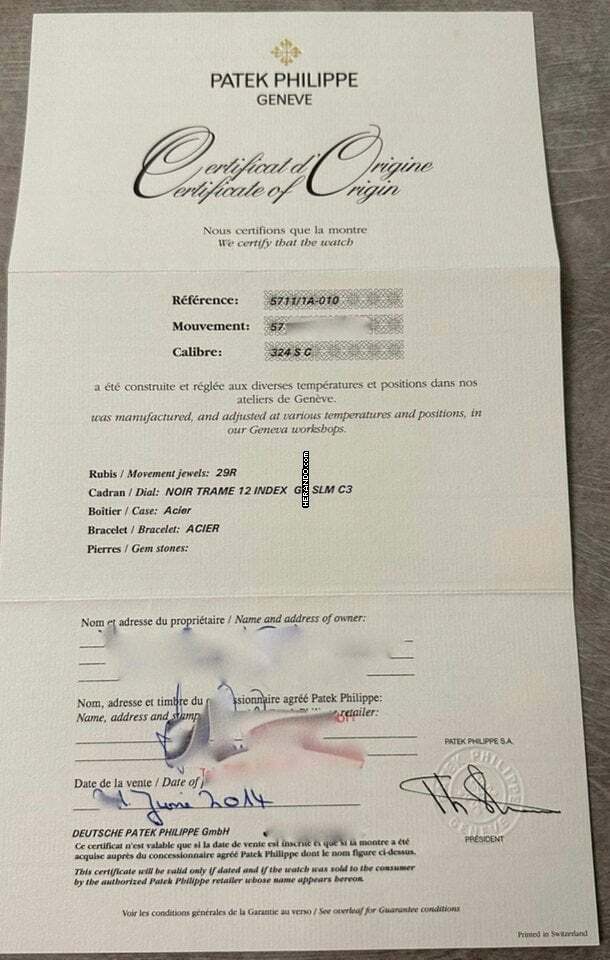 PATEK PHILIPPE
GENEVE
Certificat d'Origine
Certificate of Origin
Nous certifions que la montre
We certify that the watch
Référence: 5711/1A-010
Mouvement: 57
Calibre: 324 S C
a été construite et réglée aux diverses températures et positions dans nos
ateliers de Genève.
was manufactured, and adjusted at various temperatures and positions, in
our Geneva workshops.
Rubis / Movement jewels: 29R
Cadran / Dial: NOIR TRAME 12 INDEX G SLM C3
Boîtier / Case: Acier
Bracelet / Bracelet: ACIER
Pierres / Gem stones:
HERANDO.com
Nom et adresse du propriétaire / Name and address of owner:
Nom, adresse et timbre du ssionnaire agréé Patek Philippe:
Name, address and stamp retailer:
PATEK PHILIPPE S.A.
Date de la vente / Date of
June 2014
PATEK PHILIPPE
GENEVE
PRÉSIDENT
DEUTSCHE PATEK PHILIPPE GmbH
Ce certificat n'est valable que si la date de vente est inscrite et que si la montre a été
acquise auprès du concessionnaire agréé Patek Philippe dont le nom figure ci-dessus.
This certificate will be valid only if dated and if the watch was sold to the consumer
by the authorized Patek Philippe retailer whose name appears hereon.
Voir les conditions générales de la Garantie au verso / See overleaf for Guarantee conditions
Printed in Switzerland